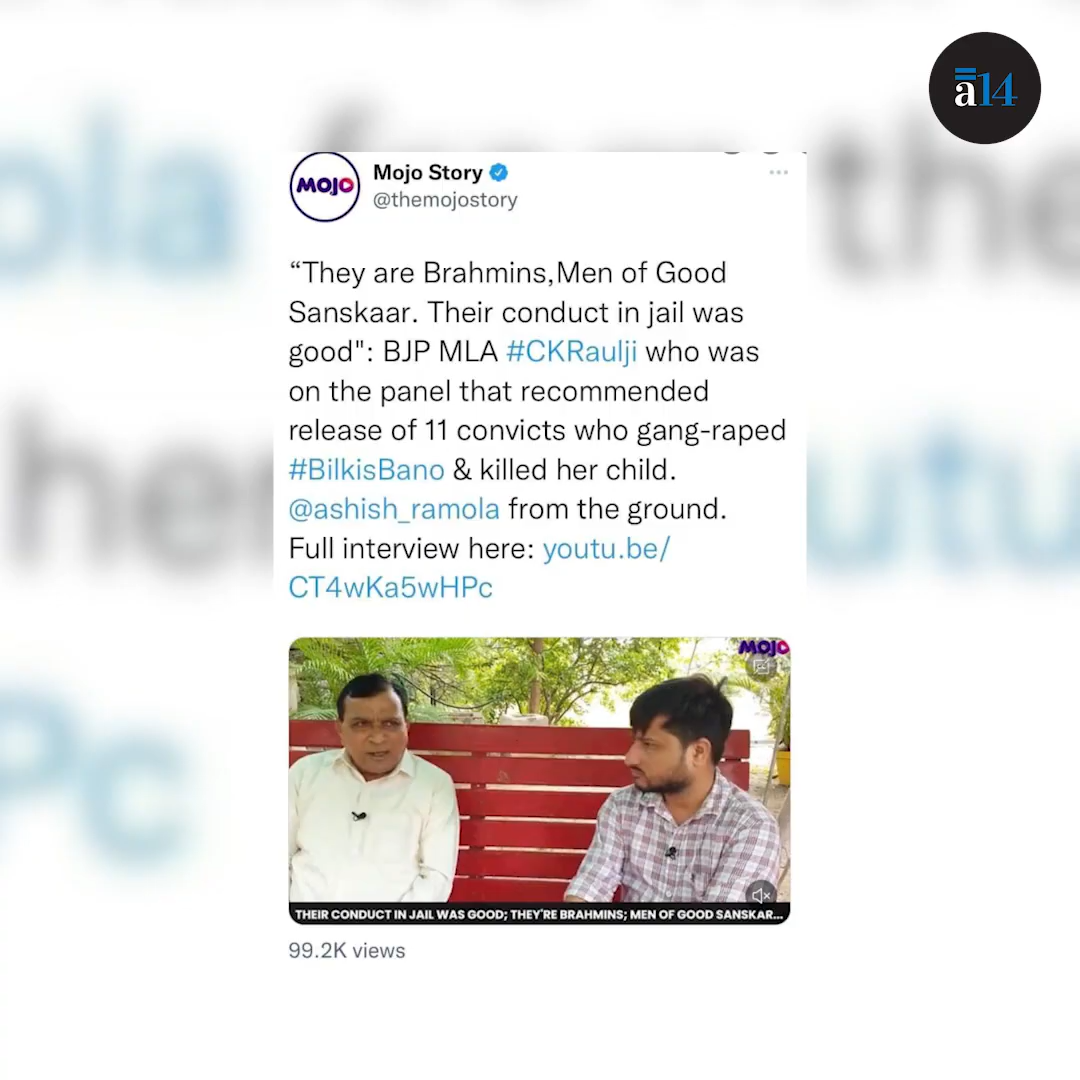 a14
MOJO
Mojo Story
@themojostory
“They are Brahmins,Men of Good
Sanskaar. Their conduct in jail was
good": BJP MLA #CKRaulji who was
on the panel that recommended
release of 11 convicts who gang-raped
#BilkisBano & killed her child.
@ashish_ramola from the ground.
Full interview here: youtu.be/
CT4wKa5wHPc
MOJO
THEIR CONDUCT IN JAIL WAS GOOD; THEY'RE BRAHMINS; MEN OF GOOD SANSKAR...
99.2K views